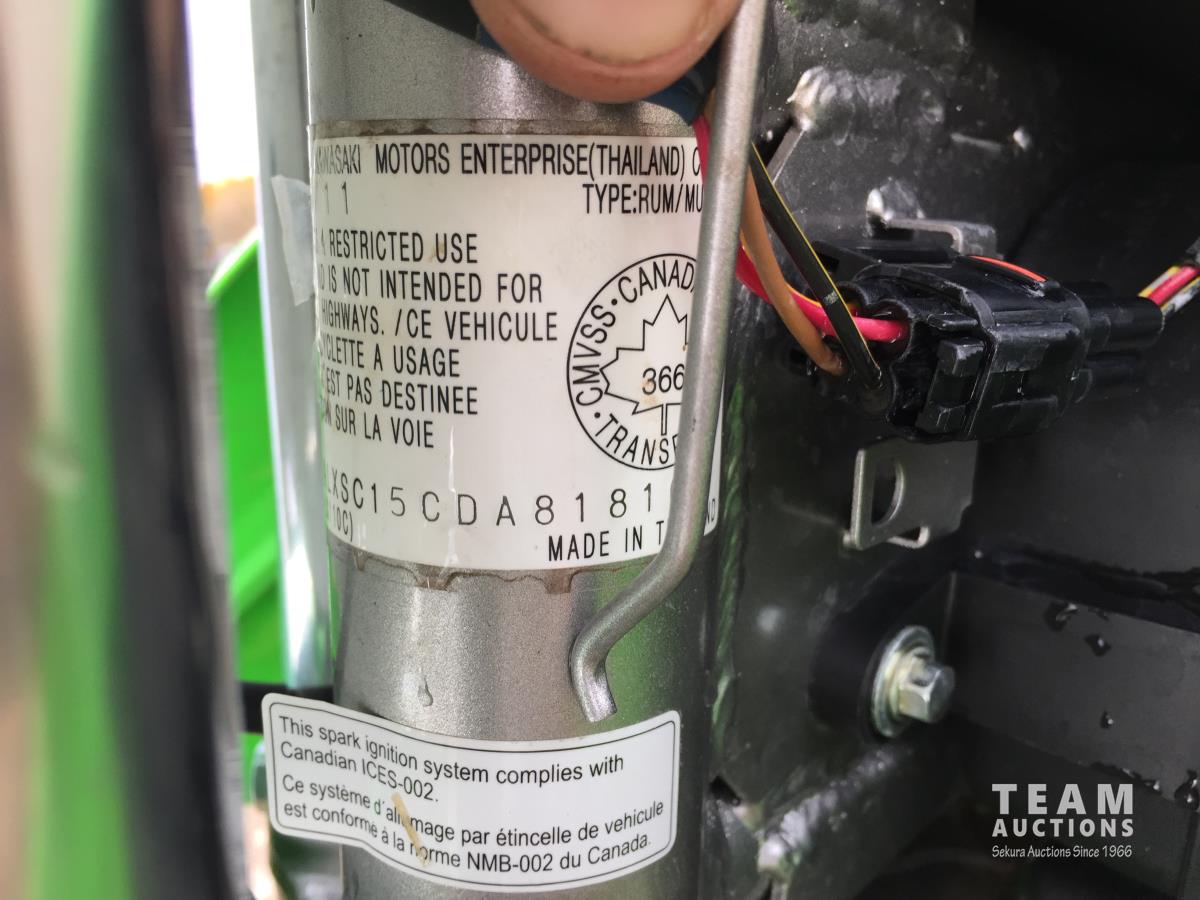 KAWASAKI MOTORS ENTERPRISE(THAILAND)
11
TYPE:RUM/MU
A RESTRICTED USE
IS NOT INTENDED FOR
HIGHWAYS. /CE VEHICULE
A USAGE
EST PAS DESTINEE
SUR LA VOIE
CMVSS · CANADA
366
TRANS
XSC15CDA8181
10C)
MADE IN
This spark ignition system complies with
Canadian ICES-002.
Ce système d'allumage par étincelle de véhicule
est conforme à la norme NMB-002 du Canada.
TEAM
AUCTIONS
Sekura Auctions Since 1966